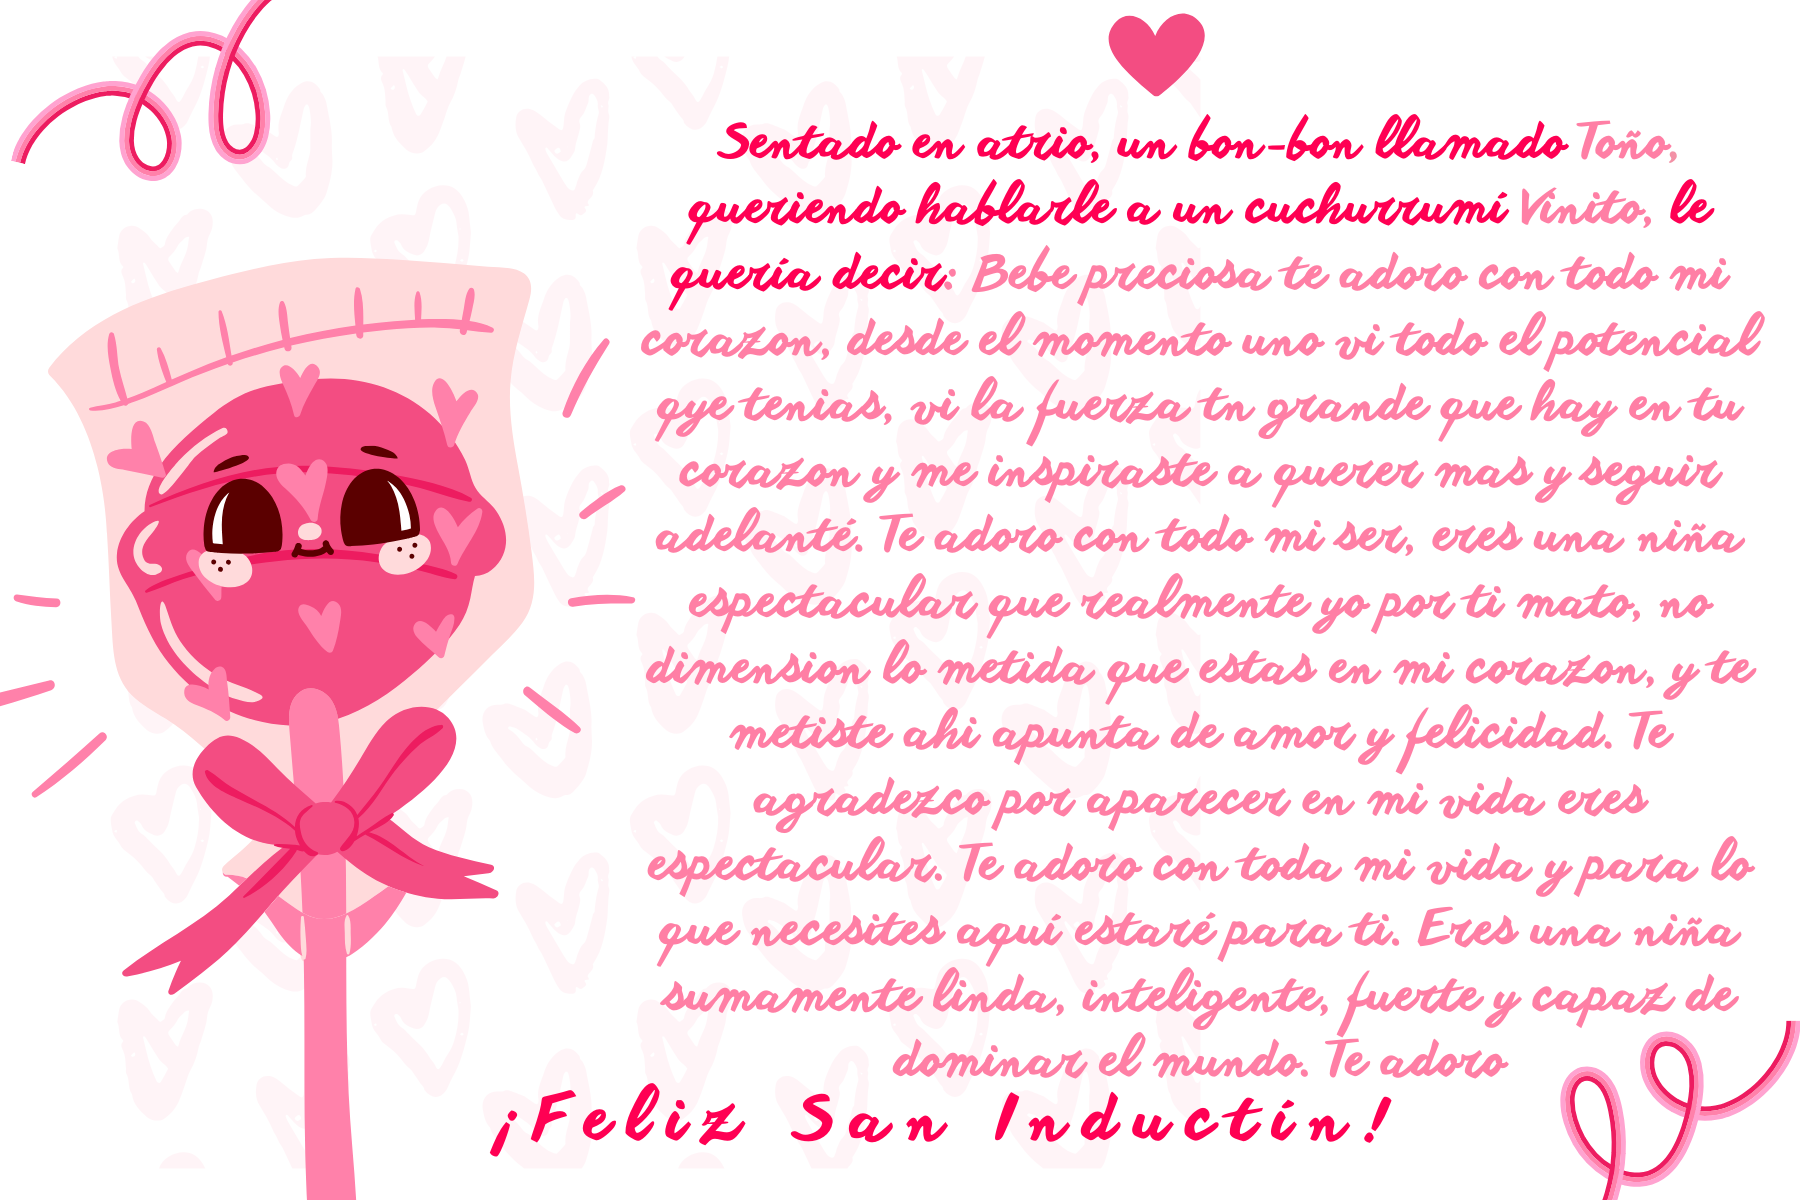 Sentado en atrio, un bon-bon llamado Toño,
queriendo hablarle a un cuchurrumí Vinito, le
quería decir: Bebe preciosa te adoro con todo mi
corazon, desde el momento uno vi todo el potencial
qye tenias, vi la fuerza tn grande que hay en tu
corazon y me inspiraste a querer mas y seguir
adelanté. Te adoro con todo mi ser, eres una niña
espectacular que realmente yo por ti mato, no
dimension lo metida que estas en mi corazon, y te
metiste ahi apunta de amor y felicidad. Te
agradezco por aparecer en mi vida eres
espectacular. Te adoro con toda mi vida y para lo
que necesites aquí estaré para ti. Eres una niña
sumamente linda, inteligente, fuerte y capaz de
dominar el mundo. Te adoro
¡Feliz San Inductín!